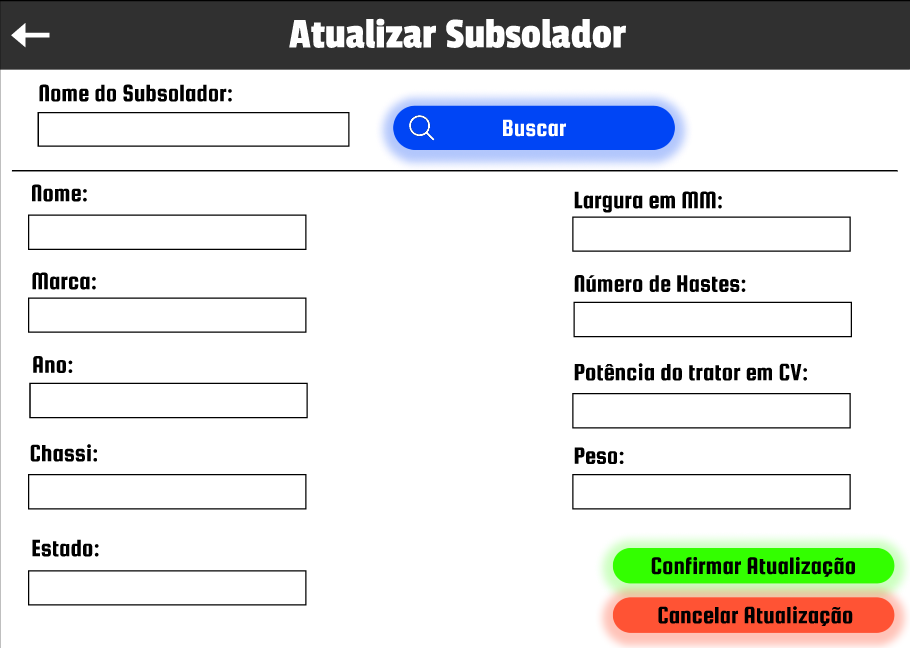 Atualizar Subsolador
Nome do Subsolador:
Buscar
Nome:
Marca:
Ano:
Chassi:
Estado:
Largura em MM:
Número de Hastes:
Potência do trator em CV:
Peso:
Confirmar Atualização
Cancelar Atualização